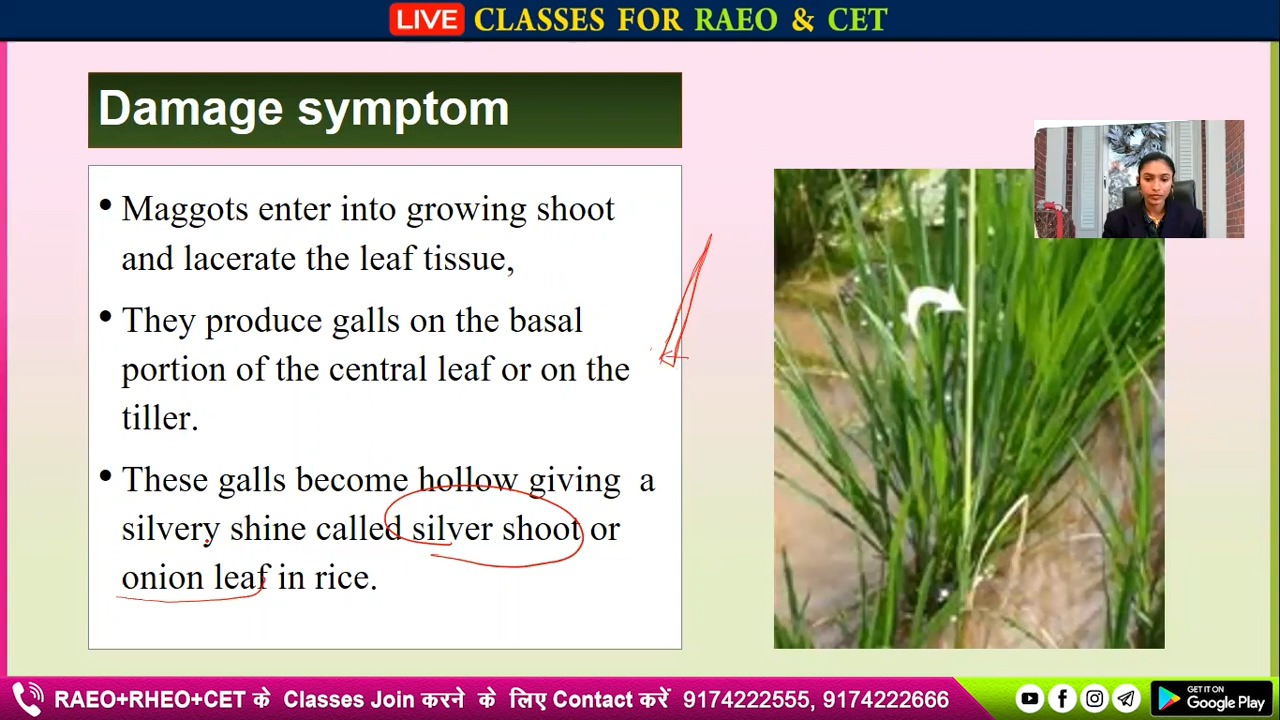 LIVE CLASSES FOR RAEO & CET
Damage symptom
• Maggots enter into growing shoot
and lacerate the leaf tissue,
• They produce galls on the basal
portion of the central leaf or on the
tiller.
• These galls become hollow giving a
silvery shine called silver shoot or
onion leaf in rice.
RAEO+RHEO+CET के Classes Join करने के लिए Contact करें 9174222555, 9174222666
GET IT ON
Google Play